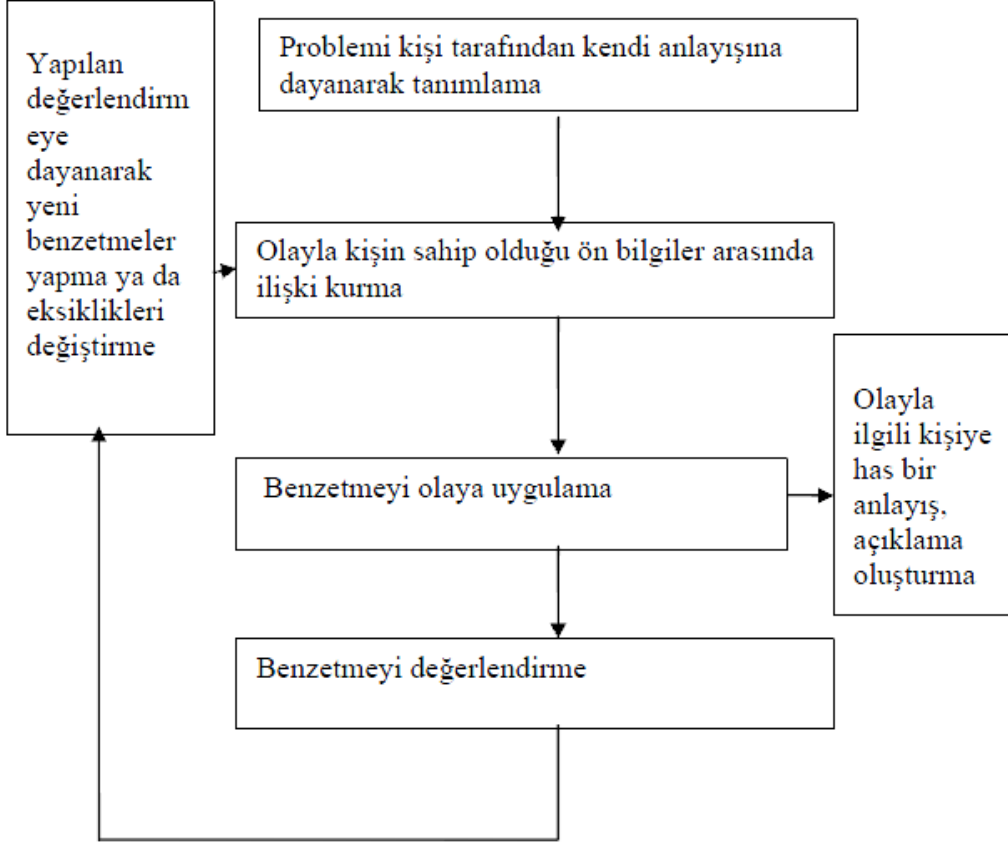 Problemi kişi tarafından kendi anlayışına
dayanarak tanımlama
Yapılan
değerlendirm
eye
dayanarak
yeni
benzetmeler
yapma ya da
eksiklikleri
değiştirme
Olayla kişin sahip olduğu ön bilgiler arasında
ilişki kurma
Benzetmeyi olaya uygulama
Olayla
ilgili kişiye
has bir
anlayış,
açıklama
oluşturma
Benzetmeyi değerlendirme